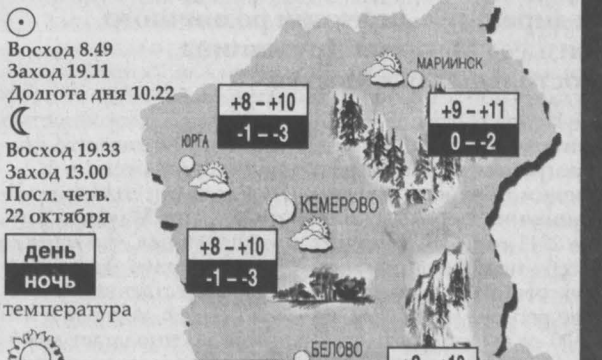 Восход 8.49
Заход 19.11
Долгота дня 10.22
Восход 19.33
Заход 13.00
Посл. четв.
22 октября
день
ночь
температура
МАРИИНСК
+8 – +10
-1 – -3
+9 – +11
0 – -2
ЮРГА
КЕМЕРОВО
+8 – +10
-1 – -3
БЕЛОВО